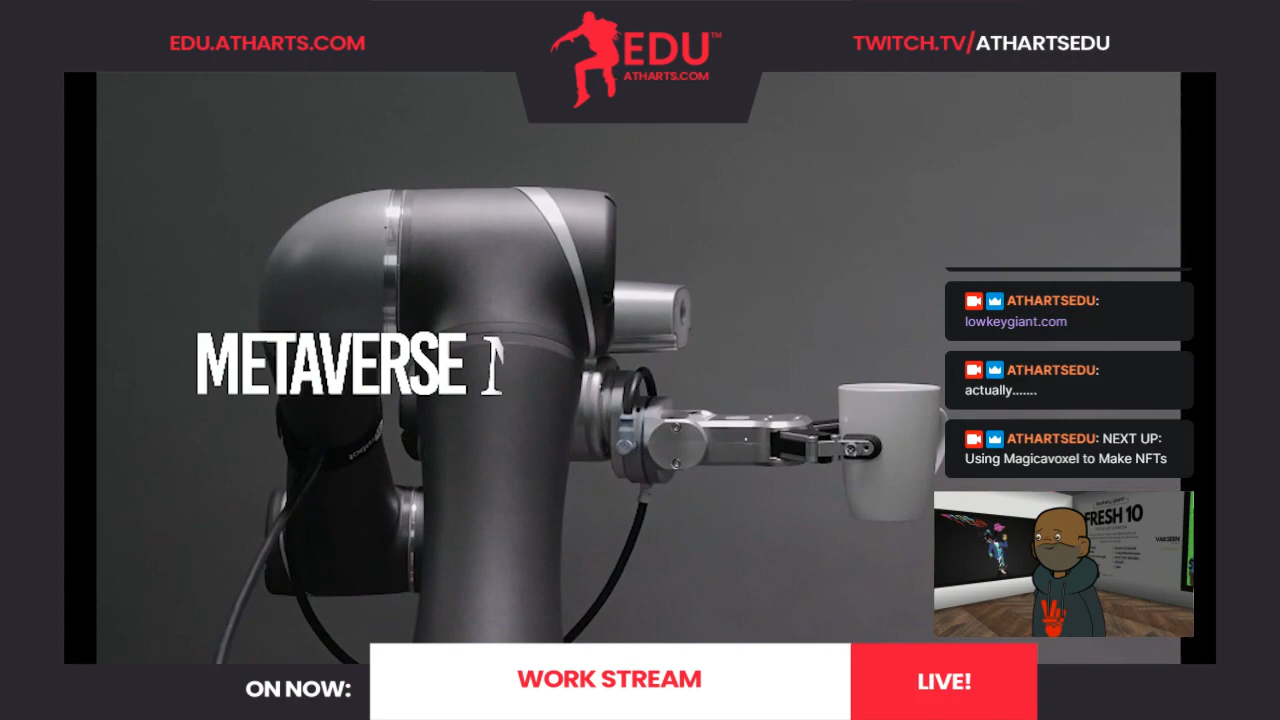 EDU.ATHARTS.COM
EDU™
ATHARTS.COM
TWITCH.TV/ATHARTSEDU
METAVERSE
ATHARTSEDU:
lowkeygiant.com
ATHARTSEDU:
actually.......
ATHARTSEDU: NEXT UP:
Using Magicavoxel to Make NFTs
FRESH 10
VAKSEEN
ON NOW:
WORK STREAM
LIVE!